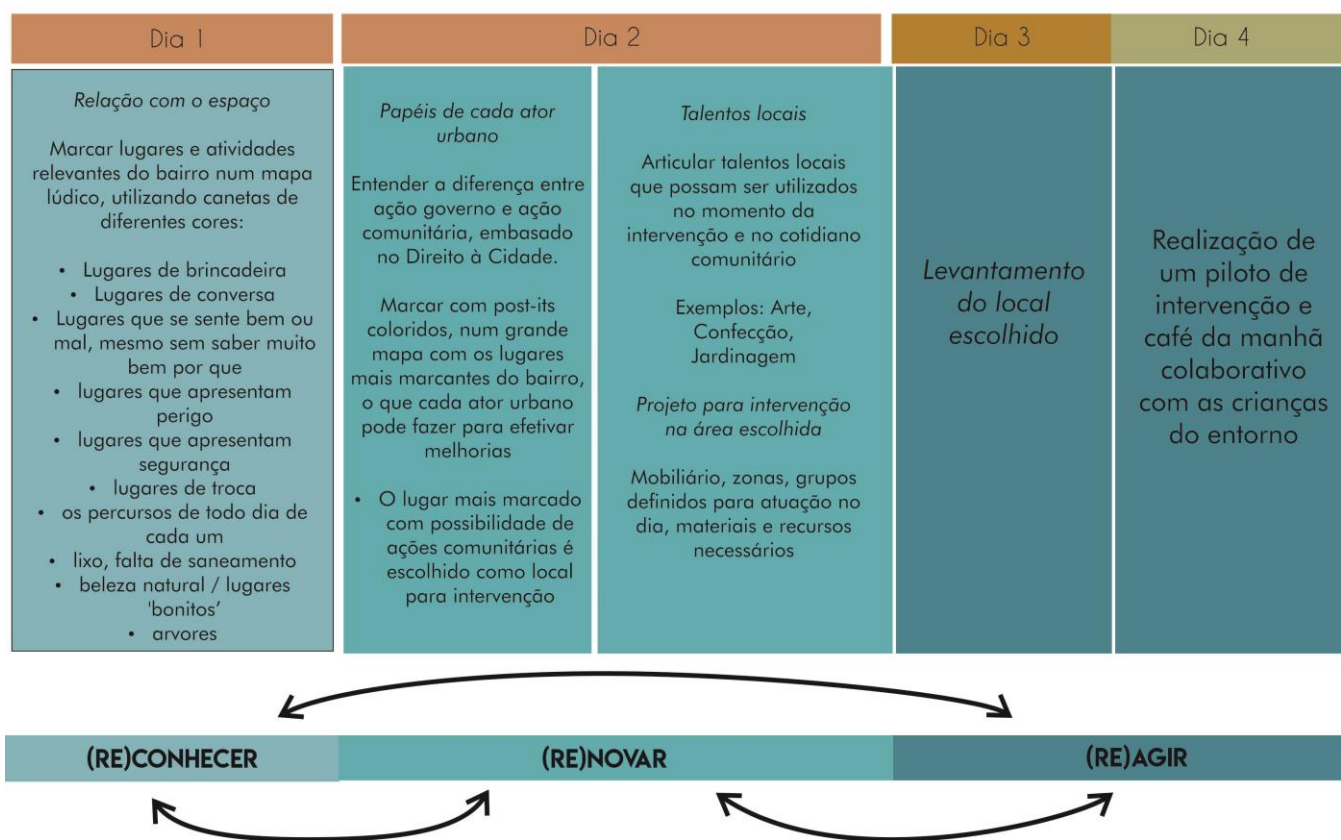 Dia 1
Dia 2
Dia 3
Dia 4
Relação com o espaço
Marcar lugares e atividades
relevantes do bairro num mapa
lúdico, utilizando canetas de
diferentes cores:
• Lugares de brincadeira
• Lugares de conversa
• Lugares que se sente bem ou
mal, mesmo sem saber muito
bem por que
• lugares que apresentam
perigo
• lugares que apresentam
segurança
• lugares de troca
• os percursos de todo dia de
cada um
• lixo, falta de saneamento
• beleza natural / lugares
'bonitos’
• arvores
Papéis de cada ator
urbano
Entender a diferença entre
ação governo e ação
comunitária, embasado
no Direito à Cidade.
Marcar com post-its
coloridos, num grande
mapa com os lugares
mais marcantes do bairro,
o que cada ator urbano
pode fazer para efetivar
melhorias
• O lugar mais marcado
com possibilidade de
ações comunitárias é
escolhido como local
para intervenção
Talentos locais
Articular talentos locais
que possam ser utilizados
no momento da
intervenção e no cotidiano
comunitário
Exemplos: Arte,
Confecção,
Jardinagem
Projeto para intervenção
na área escolhida
Mobiliário, zonas, grupos
definidos para atuação no
dia, materiais e recursos
necessários
Levantamento
do local
escolhido
Realização de
um piloto de
intervenção e
café da manhã
colaborativo
com as crianças
do entorno
(RE)CONHECER
(RE)NOVAR
(RE)AGIR